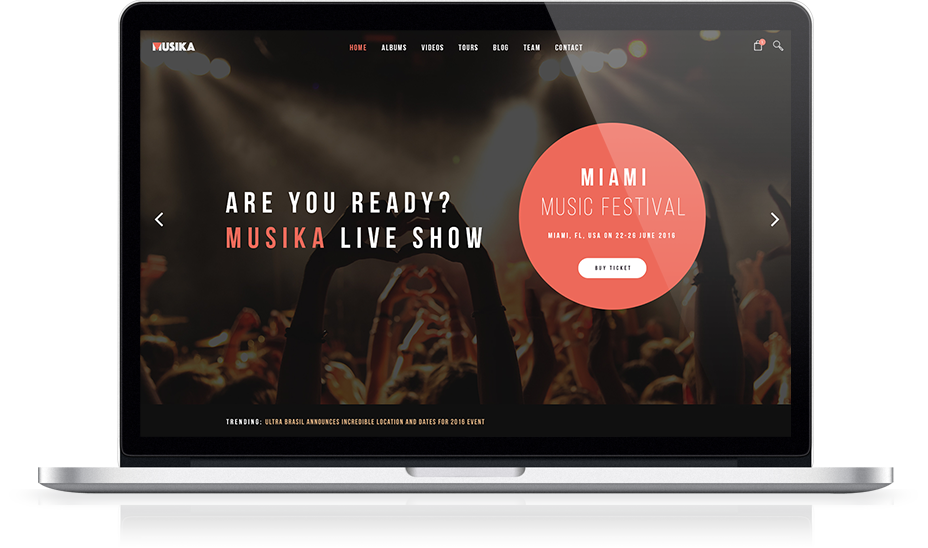 MUSIKA
HOME ALBUMS VIDEOS TOURS BLOG TEAM CONTACT
ARE YOU READY?
MUSIKA LIVE SHOW
MIAMI
MUSIC FESTIVAL
MIAMI, FL, USA ON 22-26 JUNE 2016
BUY TICKET
TRENDING: ULTRA BRASIL ANNOUNCES INCREDIBLE LOCATION AND DATES FOR 2016 EVENT